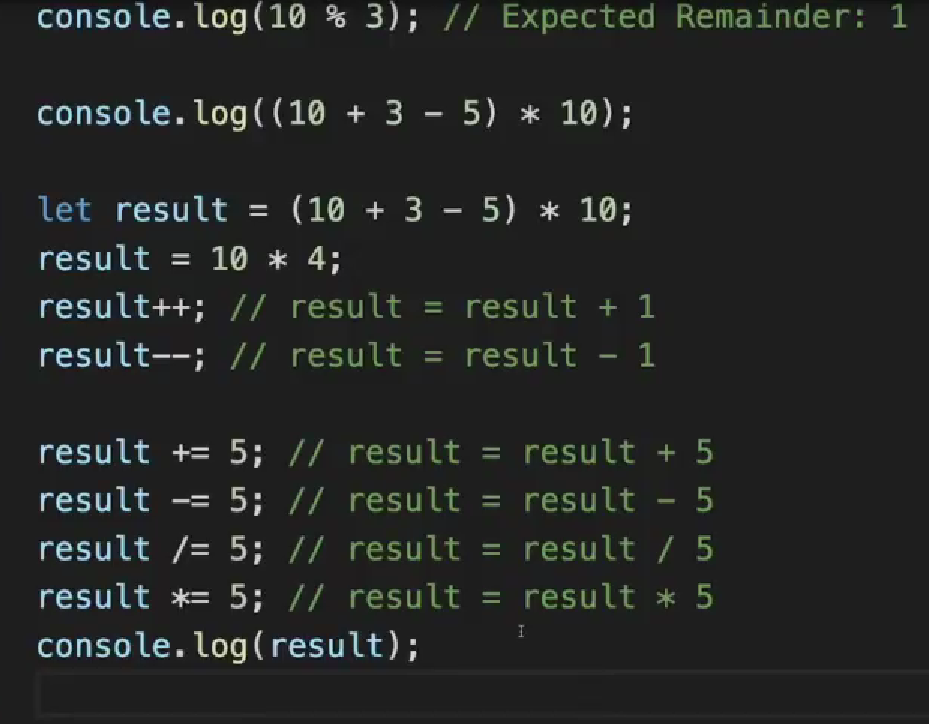 console.log(10 % 3); // Expected Remainder: 1
console.log((10 + 3 - 5) * 10);
let result = (10 + 3 - 5) * 10;
result = 10 * 4;
result++; // result = result + 1
result--; // result = result - 1
result += 5; // result = result + 5
result -= 5; // result = result - 5
result /= 5; // result = result / 5
result *= 5; // result = result * 5
console.log(result);